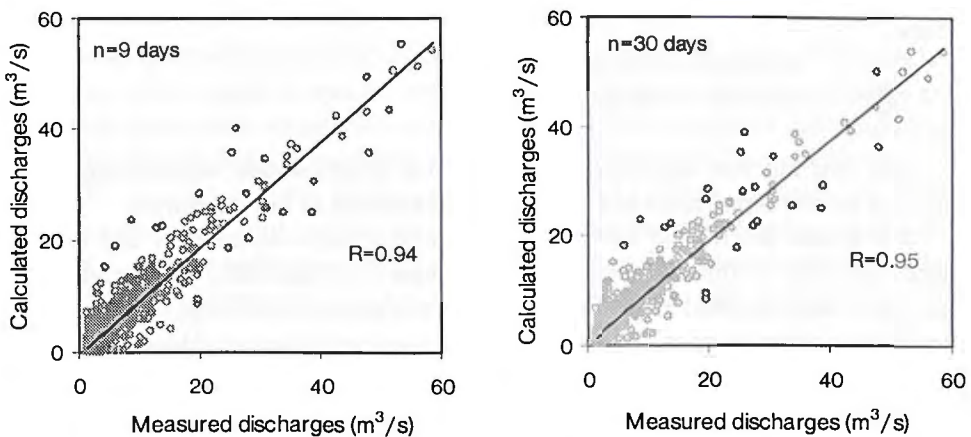 60
n=9 days
40
20
R=0.94
0
0 20 40 60
Calculated discharges (m³/s)
Measured discharges (m³/s)
60
n=30 days
40
20
R=0.95
0
0 20 40 60
Calculated discharges (m³/s)
Measured discharges (m³/s)